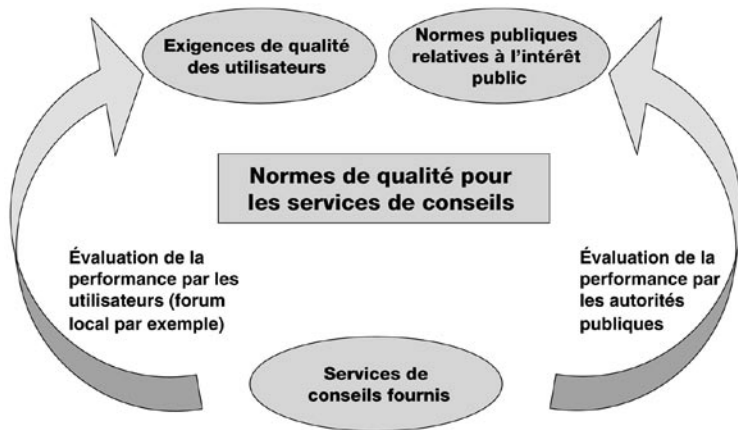 Exigences de qualité
des utilisateurs
Normes publiques
relatives à l'intérêt
public
Normes de qualité pour
les services de conseils
Évaluation de la
performance par les
utilisateurs (forum
local par exemple)
Évaluation de la
performance par
les autorités
publiques
Services de
conseils fournis